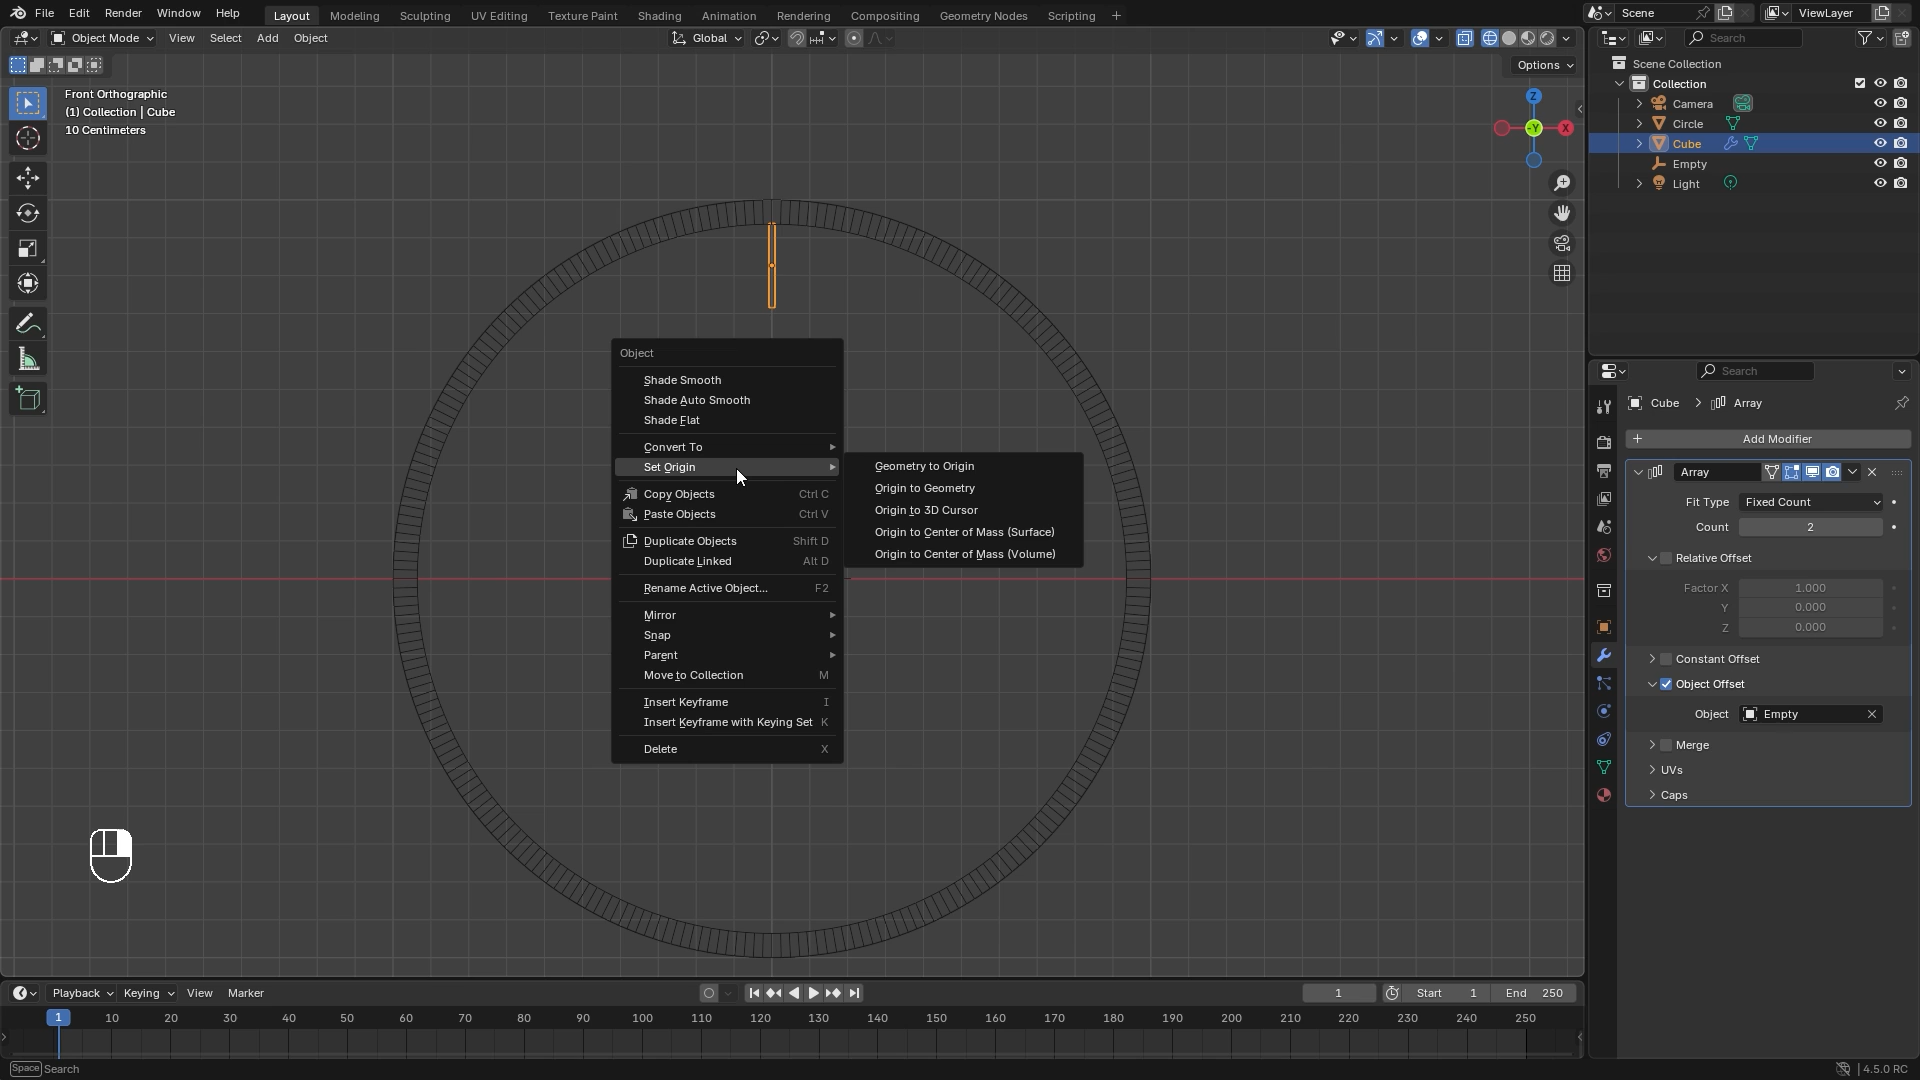 File Edit Render Window Help Layout Modeling Sculpting UV Editing Texture Paint Shading Animation Rendering Compositing Geometry Nodes Scripting + Scene ViewLayer
Object Mode View Select Add Object Global Search
Options
Front Orthographic
(1) Collection | Cube
10 Centimeters
Z
-Y
X
Object
Shade Smooth
Shade Auto Smooth
Shade Flat
Convert To
Set Origin
Copy Objects Ctrl C
Paste Objects Ctrl V
Duplicate Objects Shift D
Duplicate Linked Alt D
Rename Active Object... F2
Mirror
Snap
Parent
Move to Collection M
Insert Keyframe I
Insert Keyframe with Keying Set K
Delete X
Geometry to Origin
Origin to Geometry
Origin to 3D Cursor
Origin to Center of Mass (Surface)
Origin to Center of Mass (Volume)
Scene Collection
Collection
Camera
Circle
Cube
Empty
Light
Search
Cube > Array
+ Add Modifier
Array
Fit Type Fixed Count
Count 2
Relative Offset
Factor X 1.000
Y 0.000
Z 0.000
Constant Offset
Object Offset
Object Empty
Merge
UVs
Caps
Playback Keying View Marker 1 Start 1 End 250
1 10 20 30 40 50 60 70 80 90 100 110 120 130 140 150 160 170 180 190 200 210 220 230 240 250
Space Search 4.5.0 RC